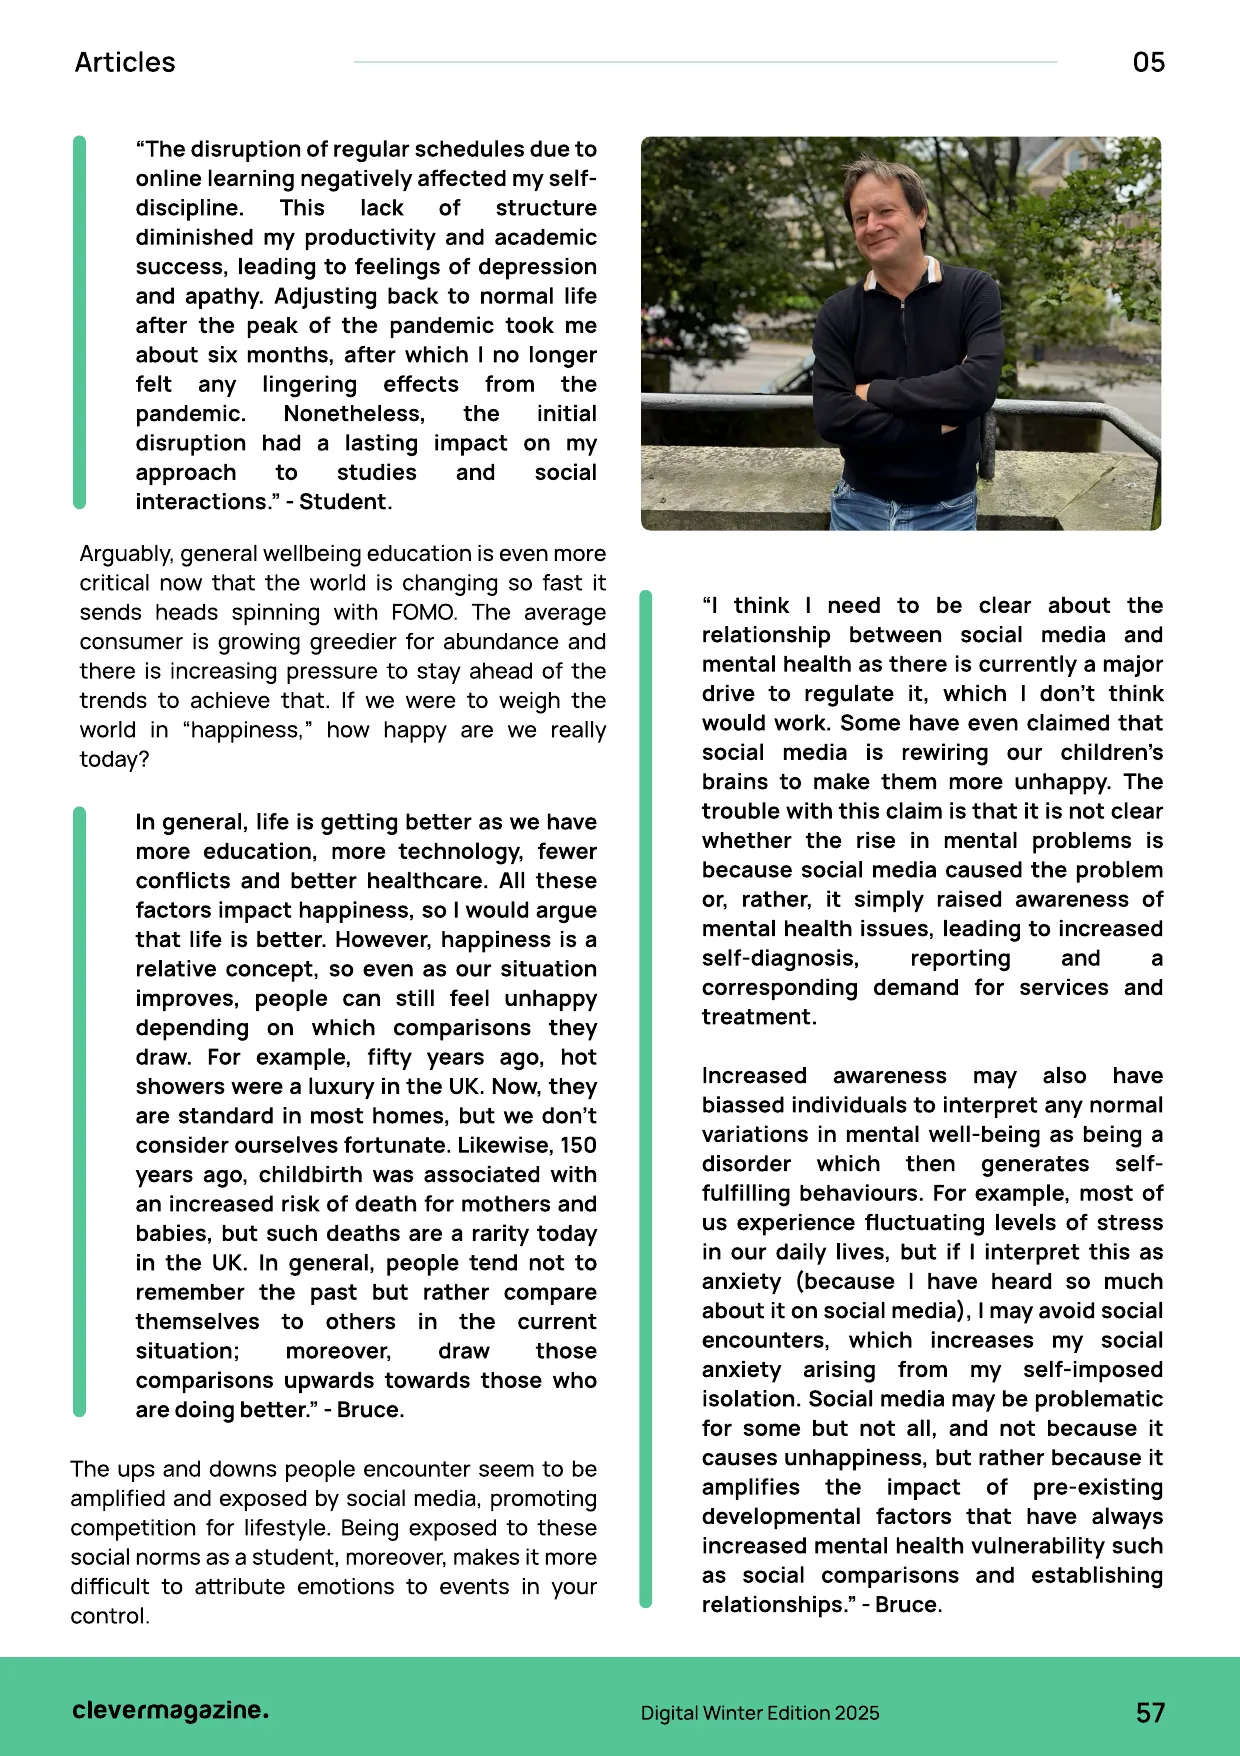 Articles
05
“The disruption of regular schedules due to
online learning negatively affected my self-
discipline. This lack of structure
diminished my productivity and academic
success, leading to feelings of depression
and apathy. Adjusting back to normal life
after the peak of the pandemic took me
about six months, after which I no longer
felt any lingering effects from the
pandemic. Nonetheless, the initial
disruption had a lasting impact on my
approach to studies and social
interactions.” - Student.
Arguably, general wellbeing education is even more
critical now that the world is changing so fast it
sends heads spinning with FOMO. The average
consumer is growing greedier for abundance and
there is increasing pressure to stay ahead of the
trends to achieve that. If we were to weigh the
world in “happiness,” how happy are we really
today?
In general, life is getting better as we have
more education, more technology, fewer
conflicts and better healthcare. All these
factors impact happiness, so I would argue
that life is better. However, happiness is a
relative concept, so even as our situation
improves, people can still feel unhappy
depending on which comparisons they
draw. For example, fifty years ago, hot
showers were a luxury in the UK. Now, they
are standard in most homes, but we don’t
consider ourselves fortunate. Likewise, 150
years ago, childbirth was associated with
an increased risk of death for mothers and
babies, but such deaths are a rarity today
in the UK. In general, people tend not to
remember the past but rather compare
themselves to others in the current
situation; moreover, draw those
comparisons upwards towards those who
are doing better.” - Bruce.
The ups and downs people encounter seem to be
amplified and exposed by social media, promoting
competition for lifestyle. Being exposed to these
social norms as a student, moreover, makes it more
difficult to attribute emotions to events in your
control.
“I think I need to be clear about the
relationship between social media and
mental health as there is currently a major
drive to regulate it, which I don’t think
would work. Some have even claimed that
social media is rewiring our children’s
brains to make them more unhappy. The
trouble with this claim is that it is not clear
whether the rise in mental problems is
because social media caused the problem
or, rather, it simply raised awareness of
mental health issues, leading to increased
self-diagnosis, reporting and a
corresponding demand for services and
treatment.
Increased awareness may also have
biassed individuals to interpret any normal
variations in mental well-being as being a
disorder which then generates self-
fulfilling behaviours. For example, most of
us experience fluctuating levels of stress
in our daily lives, but if I interpret this as
anxiety (because I have heard so much
about it on social media), I may avoid social
encounters, which increases my social
anxiety arising from my self-imposed
isolation. Social media may be problematic
for some but not all, and not because it
causes unhappiness, but rather because it
amplifies the impact of pre-existing
developmental factors that have always
increased mental health vulnerability such
as social comparisons and establishing
relationships.” - Bruce.
clevermagazine.
Digital Winter Edition 2025
57